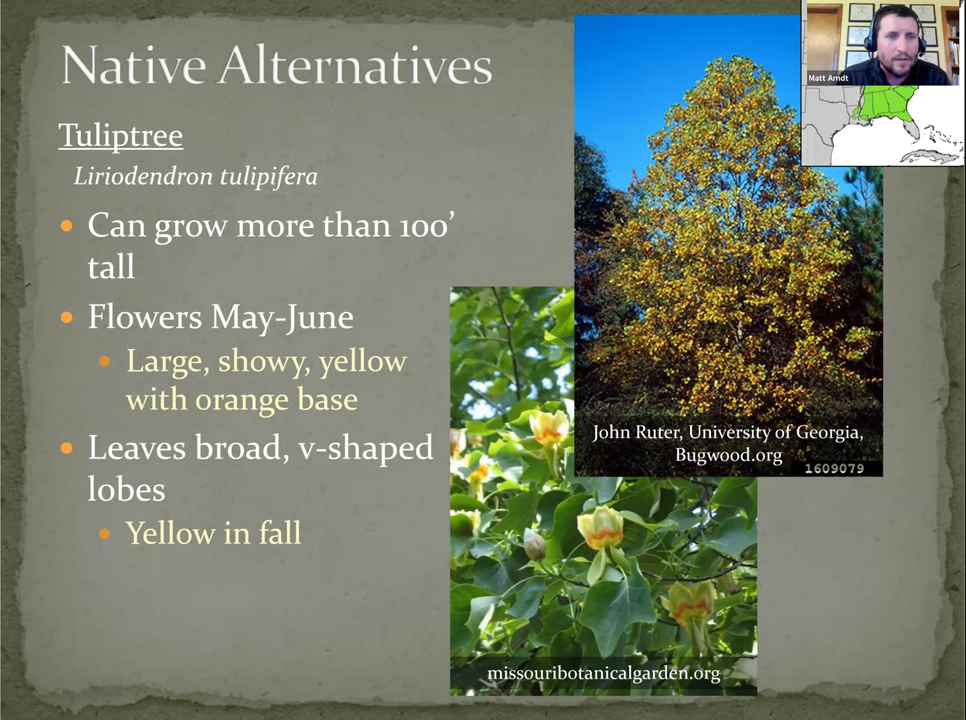 Native Alternatives
Tuliptree
Liriodendron tulipifera
Can grow more than 100'
tall
Flowers May-June
Large, showy, yellow
with orange base
Leaves broad, v-shaped
lobes
Yellow in fall
John Ruter, University of Georgia,
Bugwood.org
1609079
missouribotanicalgarden.org
Matt Arndt